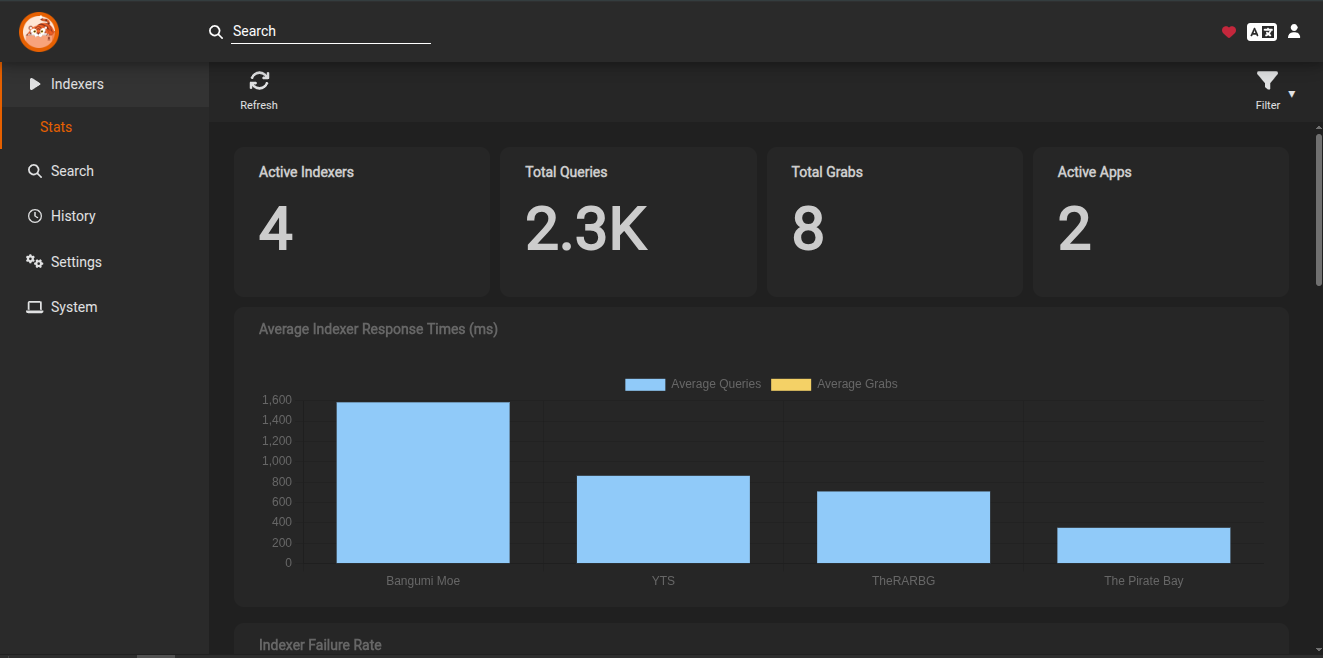 Search
A
Indexers
Stats
Search
History
Settings
System
Refresh
Filter
Active Indexers
4
Total Queries
2.3K
Total Grabs
8
Active Apps
2
Average Indexer Response Times (ms)
Average Queries
Average Grabs
1,600
1,400
1,200
1,000
800
600
400
200
0
Bangumi Moe
YTS
TheRARBG
The Pirate Bay
Indexer Failure Rate